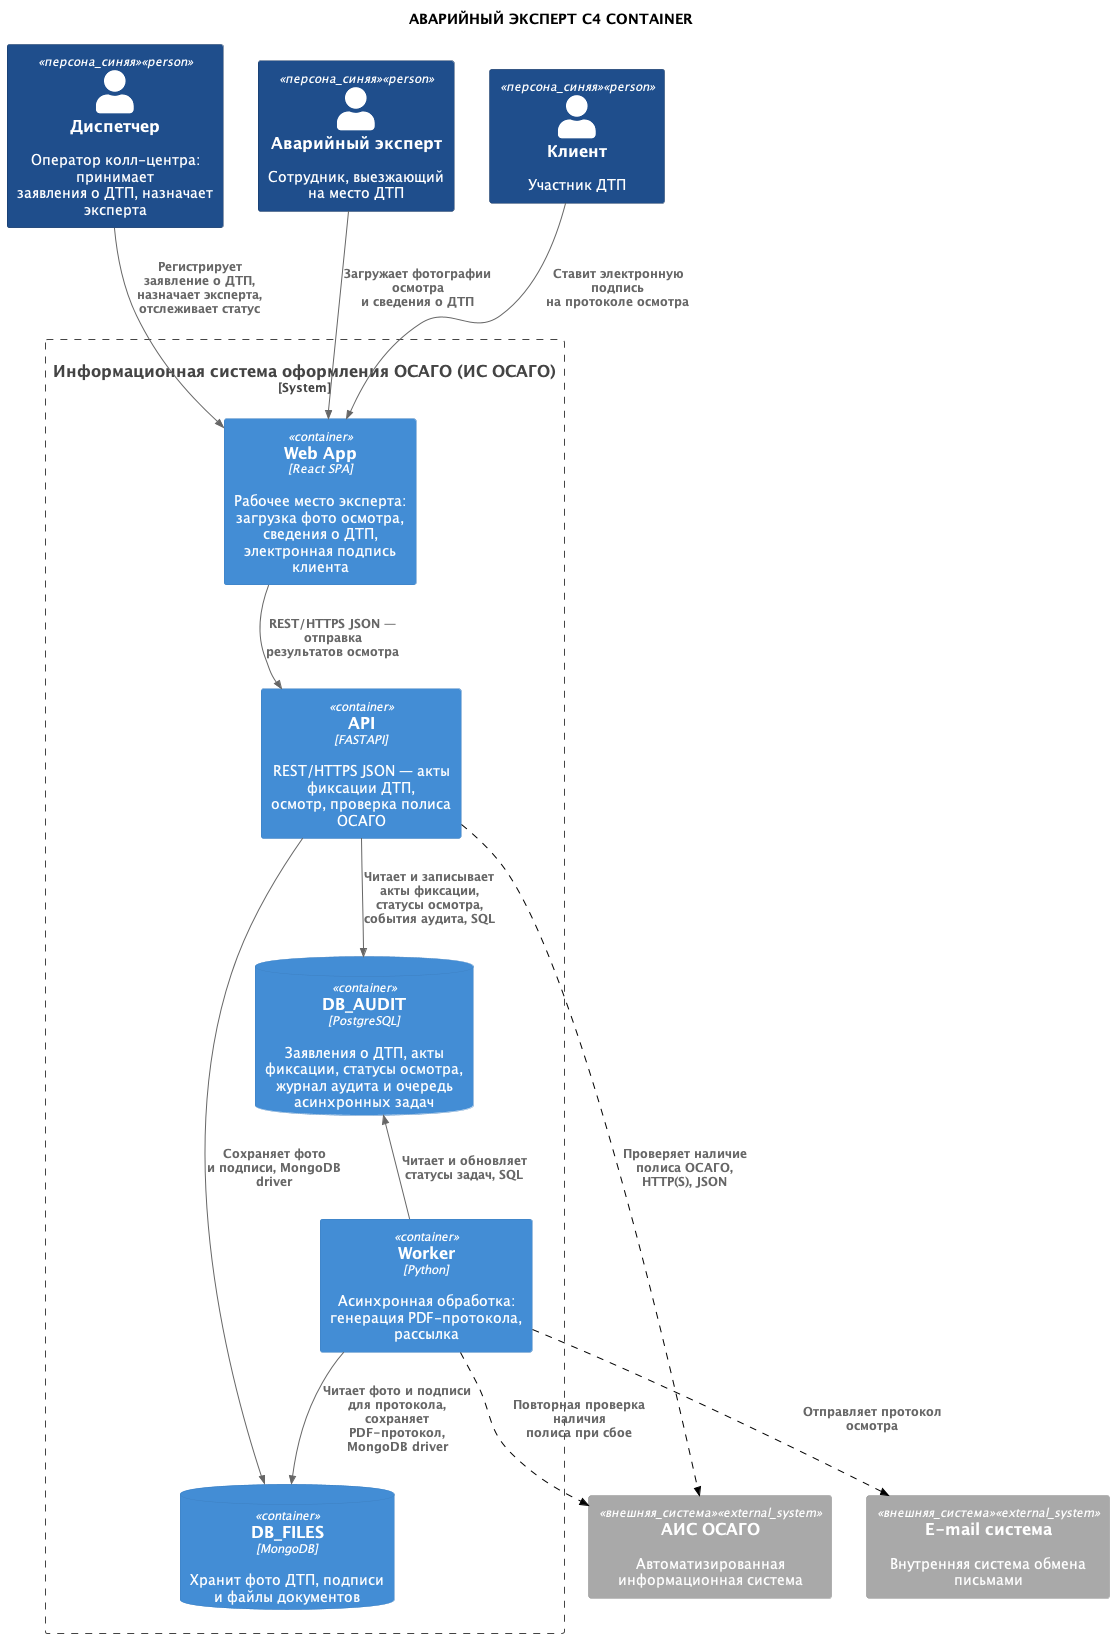 АВАРИЙНЫЙ ЭКСПЕРТ C4 CONTAINER
«персона_синяя»«person»
Диспетчер
Оператор колл-центра:
принимает
заявления о ДТП, назначает
эксперта
«персона_синяя»«person»
Аварийный эксперт
Сотрудник, выезжающий
на место ДТП
«персона_синяя»«person»
Клиент
Участник ДТП
Регистрирует
заявление о ДТП,
назначает эксперта,
отслеживает статус
Загружает фотографии
осмотра
и сведения о ДТП
Ставит электронную
подпись
на протоколе осмотра
Информационная система оформления ОСАГО (ИС ОСАГО)
[System]
«container»
Web App
[React SPA]
Рабочее место эксперта:
загрузка фото осмотра,
сведения о ДТП,
электронная подпись
клиента
REST/HTTPS JSON —
отправка
результатов осмотра
«container»
API
[FASTAPI]
REST/HTTPS JSON — акты
фиксации ДТП,
осмотр, проверка полиса
ОСАГО
Читает и записывает
акты фиксации,
статусы осмотра,
события аудита, SQL
«container»
DB_AUDIT
[PostgreSQL]
Заявления о ДТП, акты
фиксации, статусы осмотра,
журнал аудита и очередь
асинхронных задач
Сохраняет фото
и подписи, MongoDB
driver
Читает и обновляет
статусы задач, SQL
Проверяет наличие
полиса ОСАГО,
HTTP(S), JSON
«container»
Worker
[Python]
Асинхронная обработка:
генерация PDF-протокола,
рассылка
Читает фото и подписи
для протокола,
сохраняет
PDF-протокол,
MongoDB driver
Повторная проверка
наличия
полиса при сбое
Отправляет протокол
осмотра
«container»
DB_FILES
[MongoDB]
Хранит фото ДТП, подписи
и файлы документов
«внешняя_система»«external_system»
АИС ОСАГО
Автоматизированная
информационная система
«внешняя_система»«external_system»
E-mail система
Внутренняя система обмена
письмами